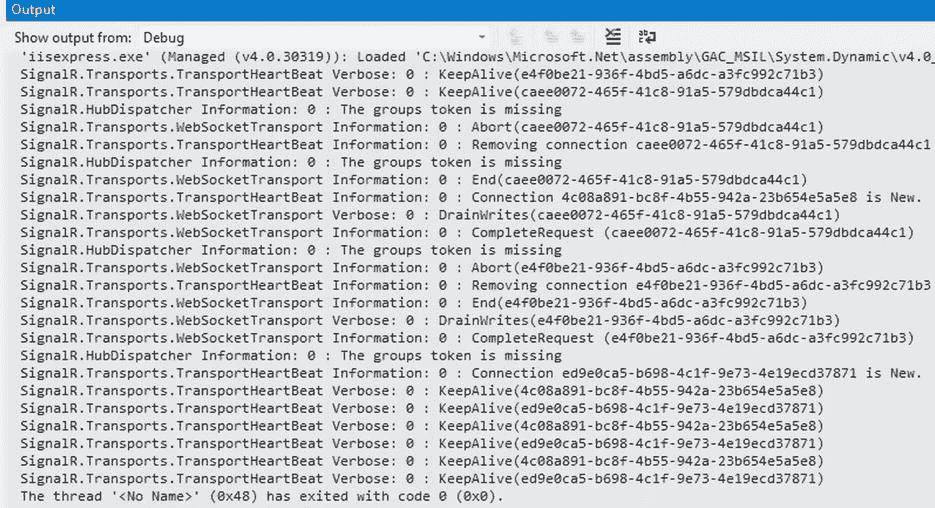 Output
Show output from: Debug
'iisexpress.exe' (Managed (v4.0.30319)): Loaded 'C:\Windows\Microsoft.Net\assembly\GAC_MSIL\System.Dynamic\v4.0_
SignalR.Transports.TransportHeartBeat Verbose: 0 : KeepAlive(e4f0be21-936f-4bd5-a6dc-a3fc992c71b3)
SignalR.Transports.TransportHeartBeat Verbose: 0 : KeepAlive(caee0072-465f-41c8-91a5-579dbdca44c1)
SignalR.HubDispatcher Information: 0 : The groups token is missing
SignalR.Transports.WebSocketTransport Information: 0 : Abort(caee0072-465f-41c8-91a5-579dbdca44c1)
SignalR.Transports.TransportHeartBeat Information: 0 : Removing connection caee0072-465f-41c8-91a5-579dbdca44c1
SignalR.HubDispatcher Information: 0 : The groups token is missing
SignalR.Transports.WebSocketTransport Information: 0 : End(caee0072-465f-41c8-91a5-579dbdca44c1)
SignalR.Transports.TransportHeartBeat Information: 0 : Connection 4c08a891-bc8f-4b55-942a-23b654e5a5e8 is New.
SignalR.Transports.WebSocketTransport Verbose: 0 : DrainWrites(caee0072-465f-41c8-91a5-579dbdca44c1)
SignalR.Transports.WebSocketTransport Information: 0 : CompleteRequest (caee0072-465f-41c8-91a5-579dbdca44c1)
SignalR.HubDispatcher Information: 0 : The groups token is missing
SignalR.Transports.WebSocketTransport Information: 0 : Abort(e4f0be21-936f-4bd5-a6dc-a3fc992c71b3)
SignalR.Transports.TransportHeartBeat Information: 0 : Removing connection e4f0be21-936f-4bd5-a6dc-a3fc992c71b3
SignalR.Transports.WebSocketTransport Information: 0 : End(e4f0be21-936f-4bd5-a6dc-a3fc992c71b3)
SignalR.Transports.WebSocketTransport Verbose: 0 : DrainWrites(e4f0be21-936f-4bd5-a6dc-a3fc992c71b3)
SignalR.Transports.WebSocketTransport Information: 0 : CompleteRequest (e4f0be21-936f-4bd5-a6dc-a3fc992c71b3)
SignalR.HubDispatcher Information: 0 : The groups token is missing
SignalR.Transports.TransportHeartBeat Information: 0 : Connection ed9e0ca5-b698-4c1f-9e73-4e19ecd37871 is New.
SignalR.Transports.TransportHeartBeat Verbose: 0 : KeepAlive(4c08a891-bc8f-4b55-942a-23b654e5a5e8)
SignalR.Transports.TransportHeartBeat Verbose: 0 : KeepAlive(ed9e0ca5-b698-4c1f-9e73-4e19ecd37871)
SignalR.Transports.TransportHeartBeat Verbose: 0 : KeepAlive(4c08a891-bc8f-4b55-942a-23b654e5a5e8)
SignalR.Transports.TransportHeartBeat Verbose: 0 : KeepAlive(ed9e0ca5-b698-4c1f-9e73-4e19ecd37871)
SignalR.Transports.TransportHeartBeat Verbose: 0 : KeepAlive(4c08a891-bc8f-4b55-942a-23b654e5a5e8)
SignalR.Transports.TransportHeartBeat Verbose: 0 : KeepAlive(ed9e0ca5-b698-4c1f-9e73-4e19ecd37871)
The thread '<No Name>' (0x48) has exited with code 0 (0x0).